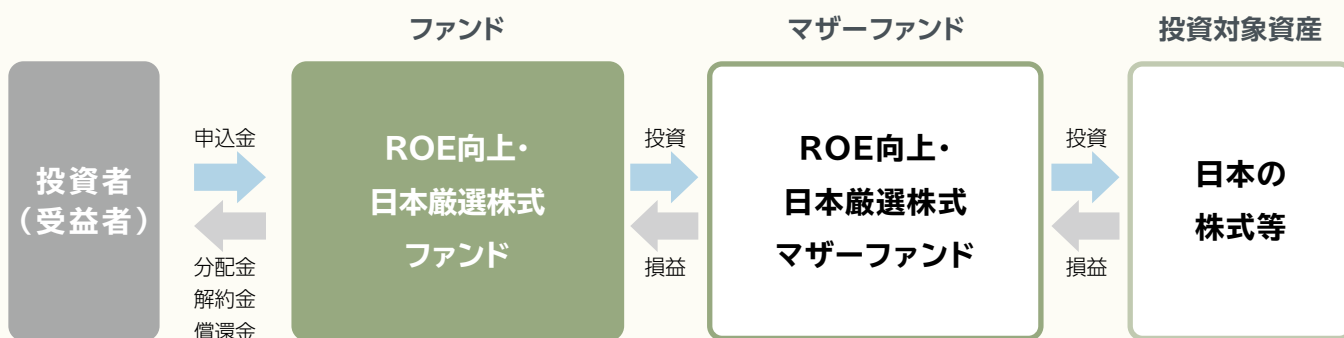 ファンド
マザーファンド
投資対象資産
投資者
(受益者)
申込金
分配金
解約金
償還金
ROE向上・
日本厳選株式
ファンド
投資
損益
ROE向上・
日本厳選株式
マザーファンド
投資
損益
日本の
株式等